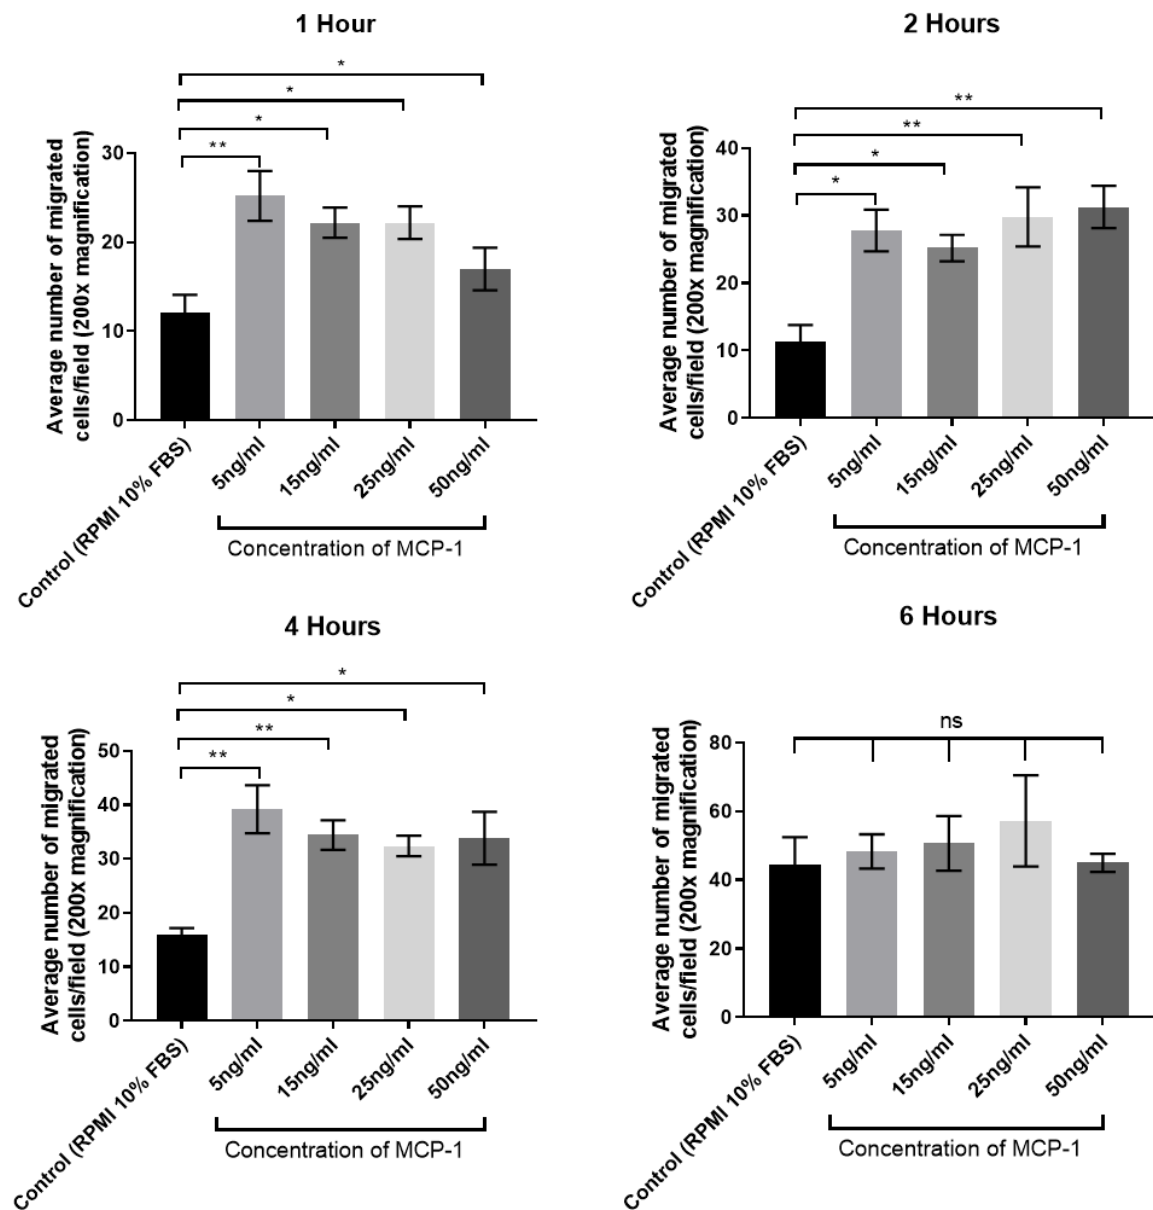 1 Hour
*
*
*
**
Average number of migrated
cells/field (200x magnification)
30
20
10
0
Control (RPMI 10% FBS)
5ng/ml
15ng/ml
25ng/ml
50ng/ml
Concentration of MCP-1
2 Hours
**
**
*
*
Average number of migrated
cells/field (200x magnification)
40
30
20
10
0
Control (RPMI 10% FBS)
5ng/ml
15ng/ml
25ng/ml
50ng/ml
Concentration of MCP-1
4 Hours
*
*
**
**
Average number of migrated
cells/field (200x magnification)
50
40
30
20
10
0
Control (RPMI 10% FBS)
5ng/ml
15ng/ml
25ng/ml
50ng/ml
Concentration of MCP-1
6 Hours
ns
Average number of migrated
cells/field (200x magnification)
80
60
40
20
0
Control (RPMI 10% FBS)
5ng/ml
15ng/ml
25ng/ml
50ng/ml
Concentration of MCP-1